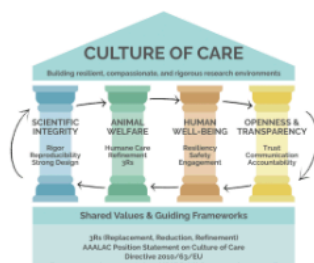 CULTURE OF CARE
Building resilient, compassionate, and rigorous research environments
SCIENTIFIC
INTEGRITY
Rigor
Reproducibility
Strong Design
ANIMAL
WELFARE
Humane Care
Refinement
3Rs
HUMAN
WELL-BEING
Resiliency
Safety
Engagement
OPENNESS &
TRANSPARENCY
Trust
Communication
Accountability
Shared Values & Guiding Frameworks
3Rs (Replacement, Reduction, Refinement)
AAALAC Position Statement on Culture of Care
Directive 2010/63/EU